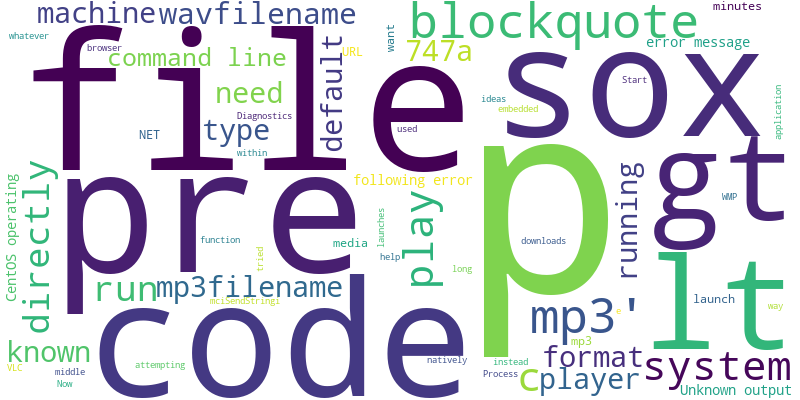 machine wavfilename blockquote minutes
whatever browser command line URL want 747a error message
file sox
need default ideas embedded Start application
Diagnostics
NET type used
within
pre following error p gt
directly play running WMP
CentOS operating
function media launches downloads
tried help long
run mp3filename lt
mciSendStringi launch way
code mp3' e
known mp3 format system
VLC middle attempting natively instead
Now Process c player Unknown output